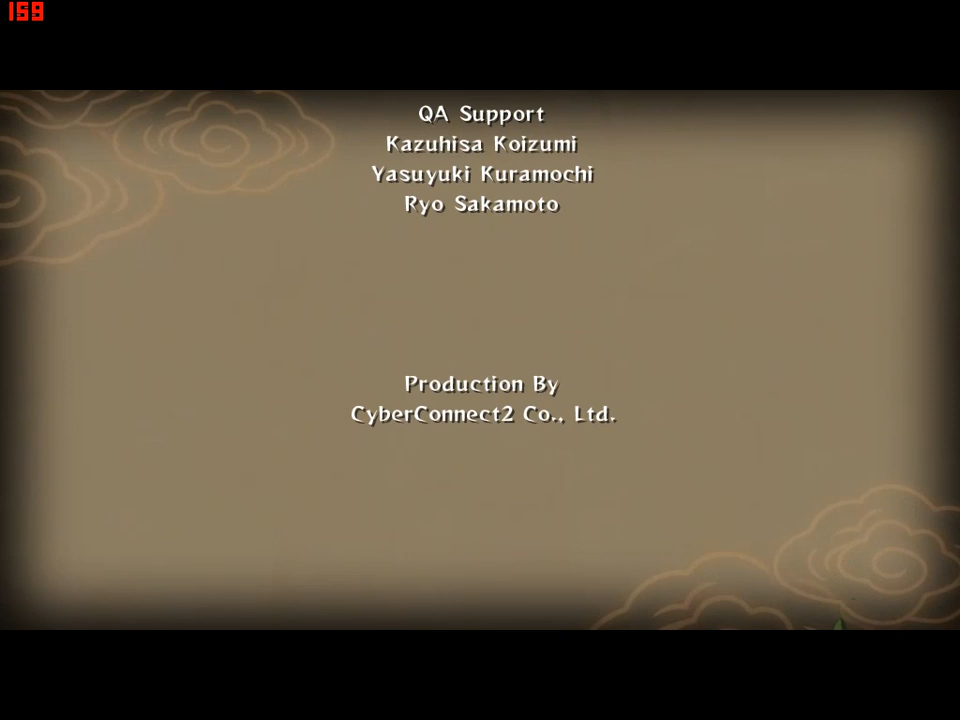 159
QA Support
Kazuhisa Koizumi
Yasuyuki Kuramochi
Ryo Sakamoto
Production By
CyberConnect2 Co., Ltd.